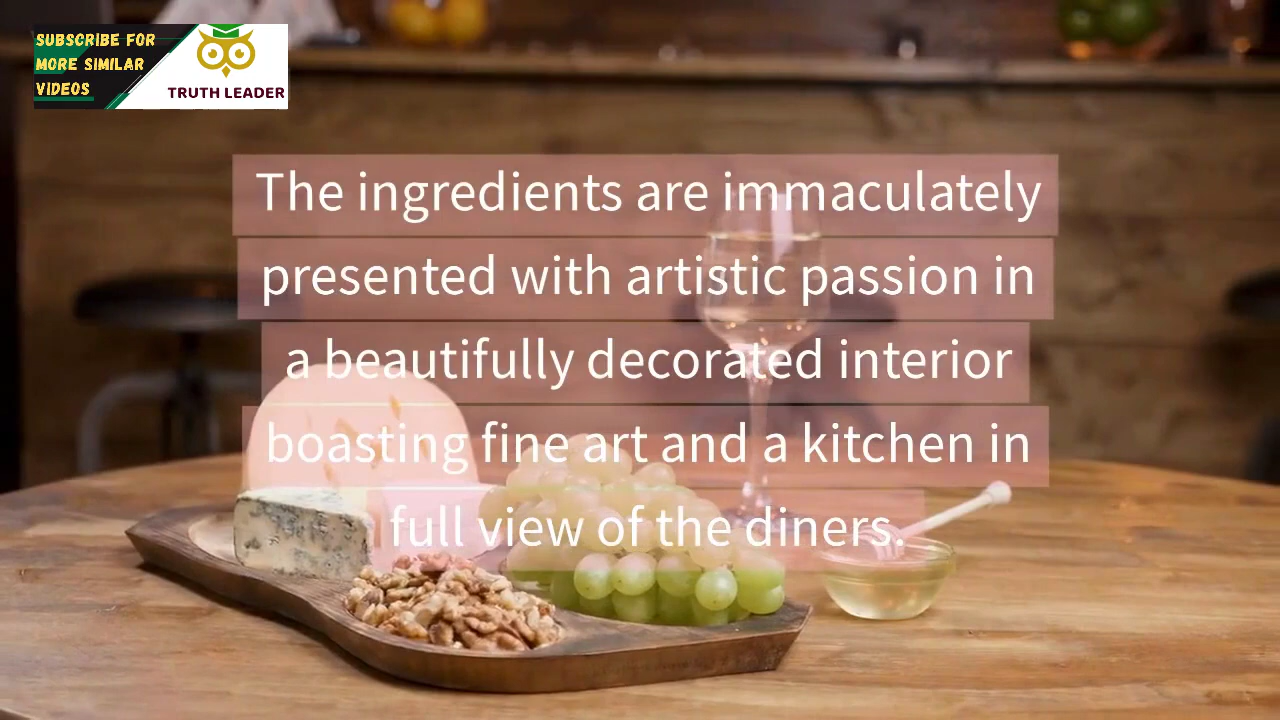 SUBSCRIBE FOR
MORE SIMILAR
VIDEOS
TRUTH LEADER
The ingredients are immaculately
presented with artistic passion in
a beautifully decorated interior
boasting fine art and a kitchen in
full view of the diners.